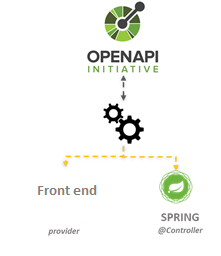 OPENAPI
INITIATIVE
Front end
provider
SPRING
@Controller